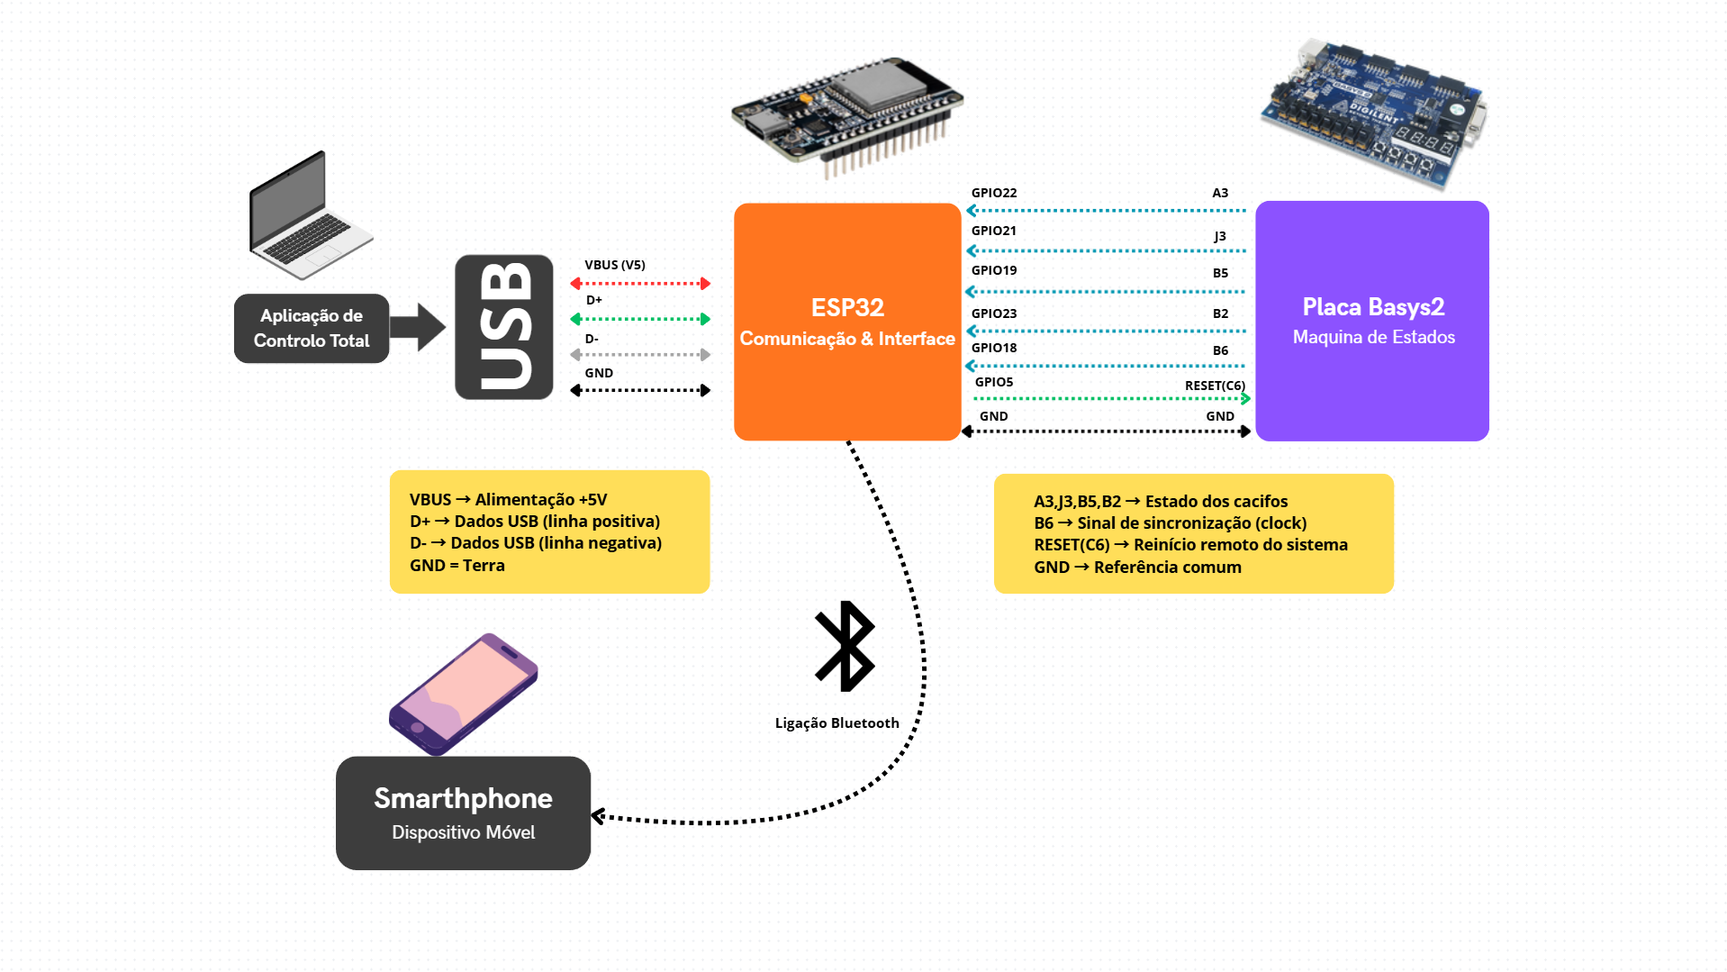 GPIO22
A3
GPIO21
J3
GPIO19
B5
GPIO23
B2
GPIO18
B6
GPIO5
RESET(C6)
GND
GND
VBUS (V5)
D+
D-
GND
Aplicação de
Controlo Total
USB
ESP32
Comunicação & Interface
Placa Basys2
Maquina de Estados
VBUS → Alimentação +5V
D+ → Dados USB (linha positiva)
D- → Dados USB (linha negativa)
GND = Terra
A3,J3,B5,B2 → Estado dos cacifos
B6 → Sinal de sincronização (clock)
RESET(C6) → Reinício remoto do sistema
GND → Referência comum
Ligação Bluetooth
Smarthphone
Dispositivo Móvel
BASYS 2
DIGILENT